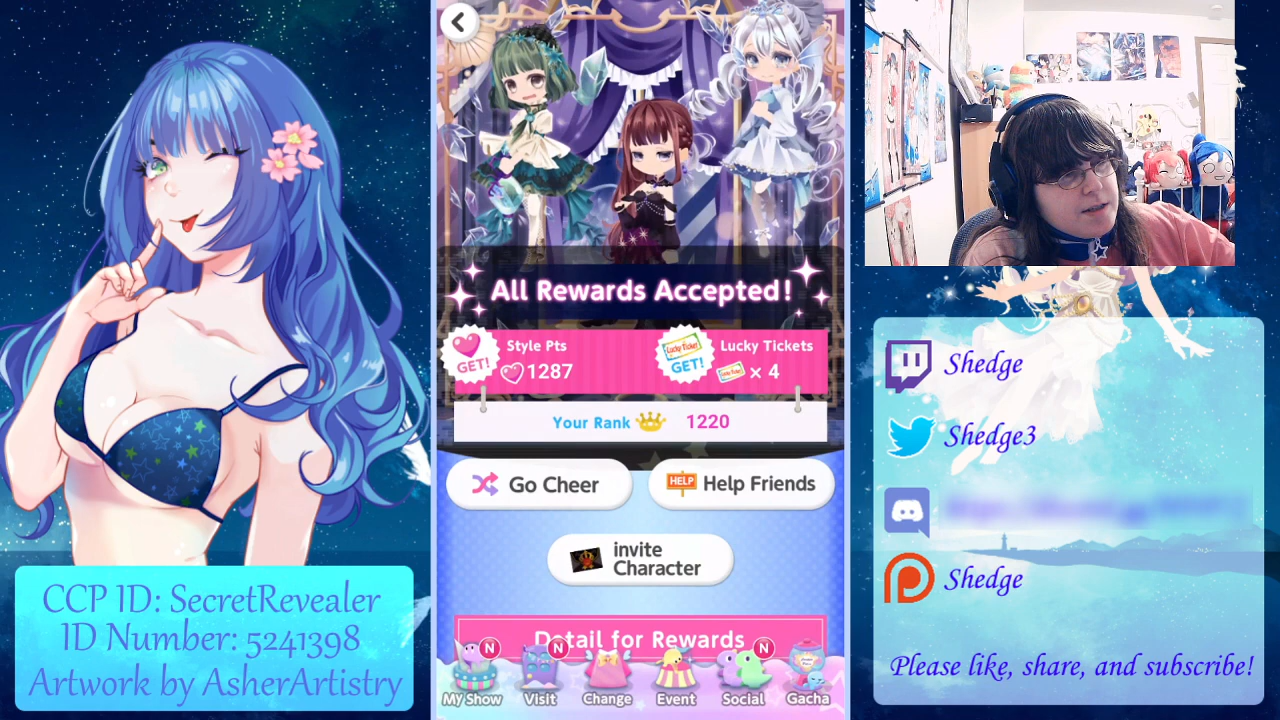 All Rewards Accepted!
GET!
Style Pts
1287
Lucky Ticket
GET!
Lucky Tickets
Lucky Ticket
× 4
Your Rank
1220
Go Cheer
HELP
Help Friends
invite
Character
Detail for Rewards
N
N
N
My Show
Visit
Change
Event
Social
Gacha
CCP ID: SecretRevealer
ID Number: 5241398
Artwork by AsherArtistry
Shedge
Shedge3
Shedge
Please like, share, and subscribe!